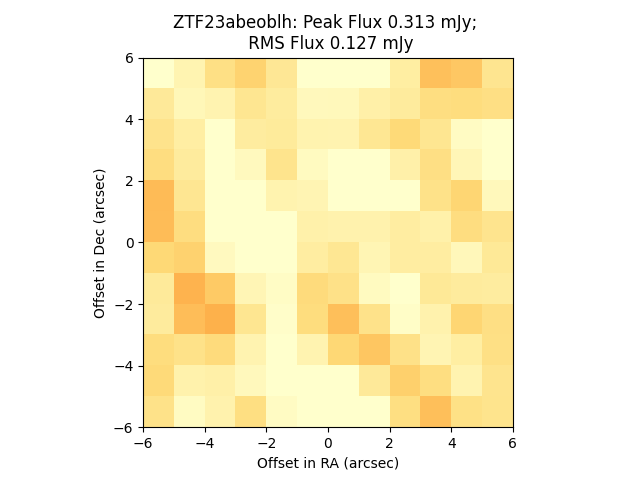 ZTF23abeoblh: Peak Flux 0.313 mJy;
RMS Flux 0.127 mJy
6
4
2
0
−2
−4
−6
Offset in Dec (arcsec)
−6 −4 −2 0 2 4 6
Offset in RA (arcsec)